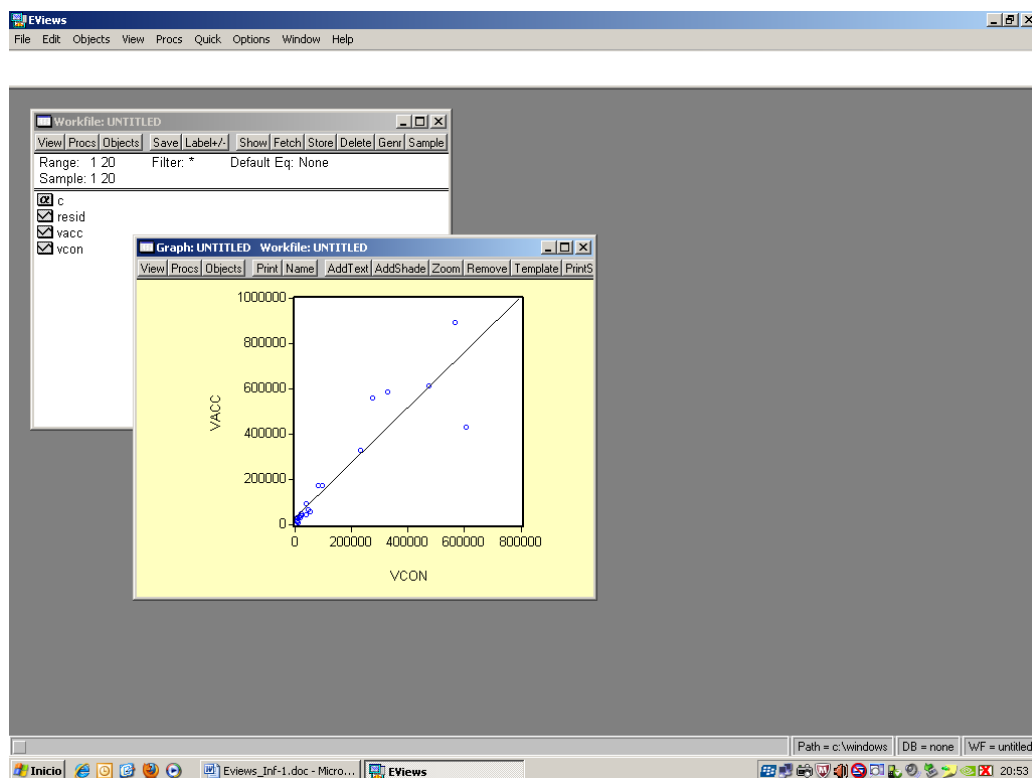 EViews
File Edit Objects View Procs Quick Options Window Help
Workfile: UNTITLED
View Procs Objects Save Label+/- Show Fetch Store Delete Genr Sample
Range: 1 20 Filter: * Default Eq: None
Sample: 1 20
c
resid
vacc
vcon
Graph: UNTITLED Workfile: UNTITLED
View Procs Objects Print Name AddText AddShade Zoom Remove Template PrintS
1000000
800000
600000
400000
200000
0
VACC
0 200000 400000 600000 800000
VCON
Path = c:\windows DB = none WF = untitled
Inicio Eviews_Inf-1.doc - Micro... EViews 20:53